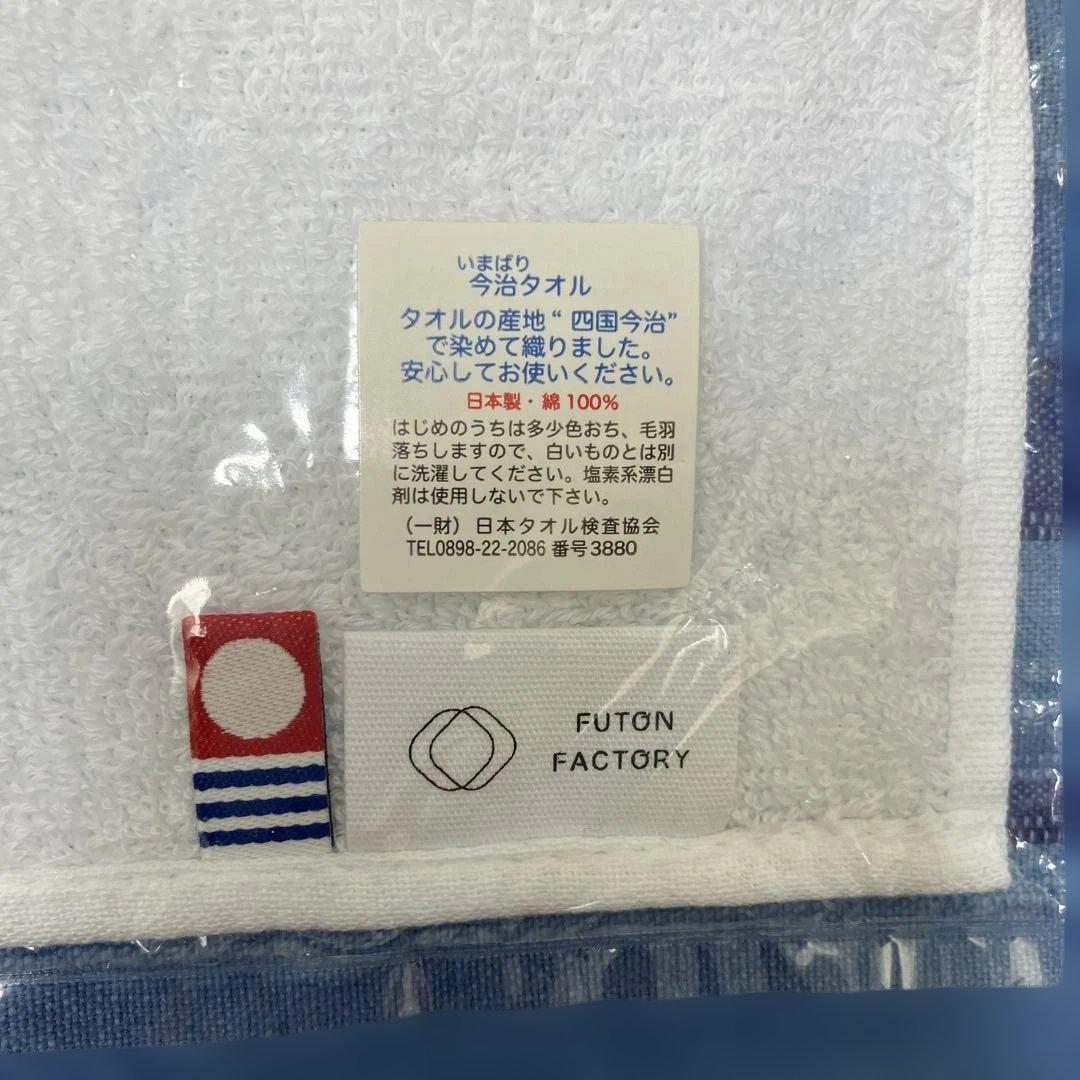 いまばり
今治タオル
タオルの産地“四国今治”
で染めて織りました。
安心してお使いください。
日本製・綿100%
はじめのうちは多少色おち、毛羽
落ちしますので、白いものとは別
に洗濯してください。塩素系漂白
剤は使用しないで下さい。
(一財) 日本タオル検査協会
TEL0898-22-2086 番号3880
FUTON
FACTORY